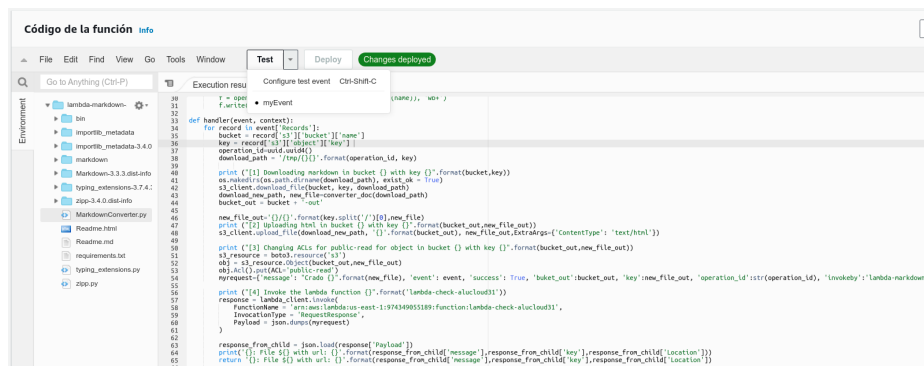 Código de la función Info
File Edit Find View Go Tools Window Test Deploy Changes deployed
Go to Anything (Ctrl-P)
Execution resu
Configure test event Ctrl-Shift-C
myEvent
Environment
lambda-markdown-
bin
importlib_metadata
importlib_metadata-3.4.0
markdown
Markdown-3.3.3.dist-info
typing_extensions-3.7.4.
zipp-3.4.0.dist-info
MarkdownConverter.py
Readme.html
Readme.md
requirements.txt
typing_extensions.py
zipp.py
30 f = open (name)), 'wb+')
31 f.write(
32
33 def handler(event, context):
34 for record in event['Records']:
35 bucket = record['s3']['bucket']['name']
36 key = record['s3']['object']['key']
37 operation_id=uuid.uuid4()
38 download_path = '/tmp/{}{}'.format(operation_id, key)
39
40 print ("[1] Downloading markdown in bucket {} with key {}".format(bucket,key))
41 os.makedirs(os.path.dirname(download_path), exist_ok = True)
42 s3_client.download_file(bucket, key, download_path)
43 download_new_path, new_file=converter_doc(download_path)
44 bucket_out = bucket + '-out'
45
46 new_file_out='{}/{}'.format(key.split('/')[0],new_file)
47 print ("[2] Uploading html in bucket {} with key {}".format(bucket_out,new_file_out))
48 s3_client.upload_file(download_new_path, '{}'.format(bucket_out), new_file_out,ExtraArgs={'ContentType': 'text/html'})
49
50 print ("[3] Changing ACLs for public-read for object in bucket {} with key {}".format(bucket_out,new_file_out))
51 s3_resource = boto3.resource('s3')
52 obj = s3_resource.Object(bucket_out,new_file_out)
53 obj.Acl().put(ACL='public-read')
54 myrequest={'message': "Crado {}".format(new_file), 'event': event, 'success': True, 'buket_out':bucket_out, 'key':new_file_out, 'operation_id':str(operation_id), 'invokeby':'lambda-markdown
55
56 print ("[4] Invoke the lambda function {}".format('lambda-check-alucloud31'))
57 response = lambda_client.invoke(
58 FunctionName = 'arn:aws:lambda:us-east-1:974349055189:function:lambda-check-alucloud31',
59 InvocationType = 'RequestResponse',
60 Payload = json.dumps(myrequest)
61 )
62
63 response_from_child = json.load(response['Payload'])
64 print('{}: File ${} with url: {}'.format(response_from_child['message'],response_from_child['key'],response_from_child['Location']))
65 return '{}: File ${} with url: {}'.format(response_from_child['message'],response_from_child['key'],response_from_child['Location'])